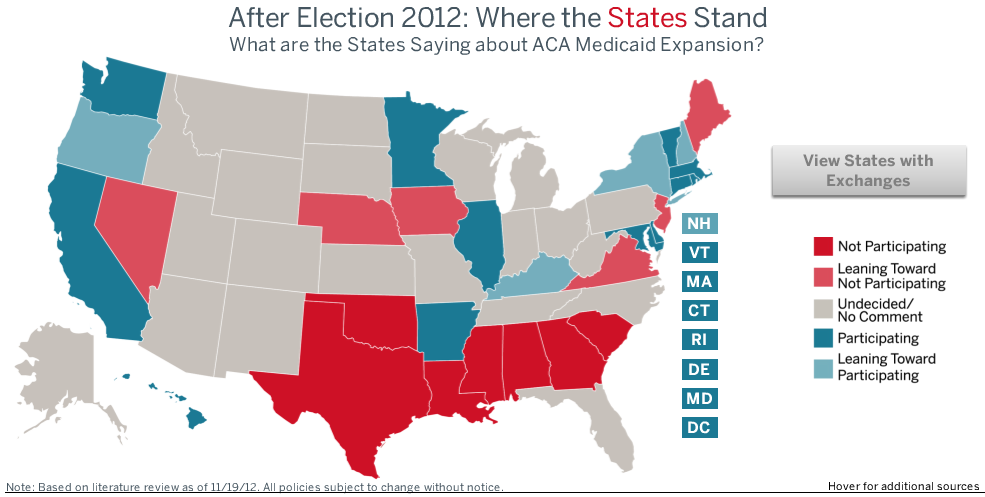 After Election 2012: Where the States Stand
What are the States Saying about ACA Medicaid Expansion?
View States with
Exchanges
NH
VT
MA
CT
RI
DE
MD
DC
Not Participating
Leaning Toward
Not Participating
Undecided/
No Comment
Participating
Leaning Toward
Participating
Note: Based on literature review as of 11/19/12. All policies subject to change without notice.
Hover for additional sources